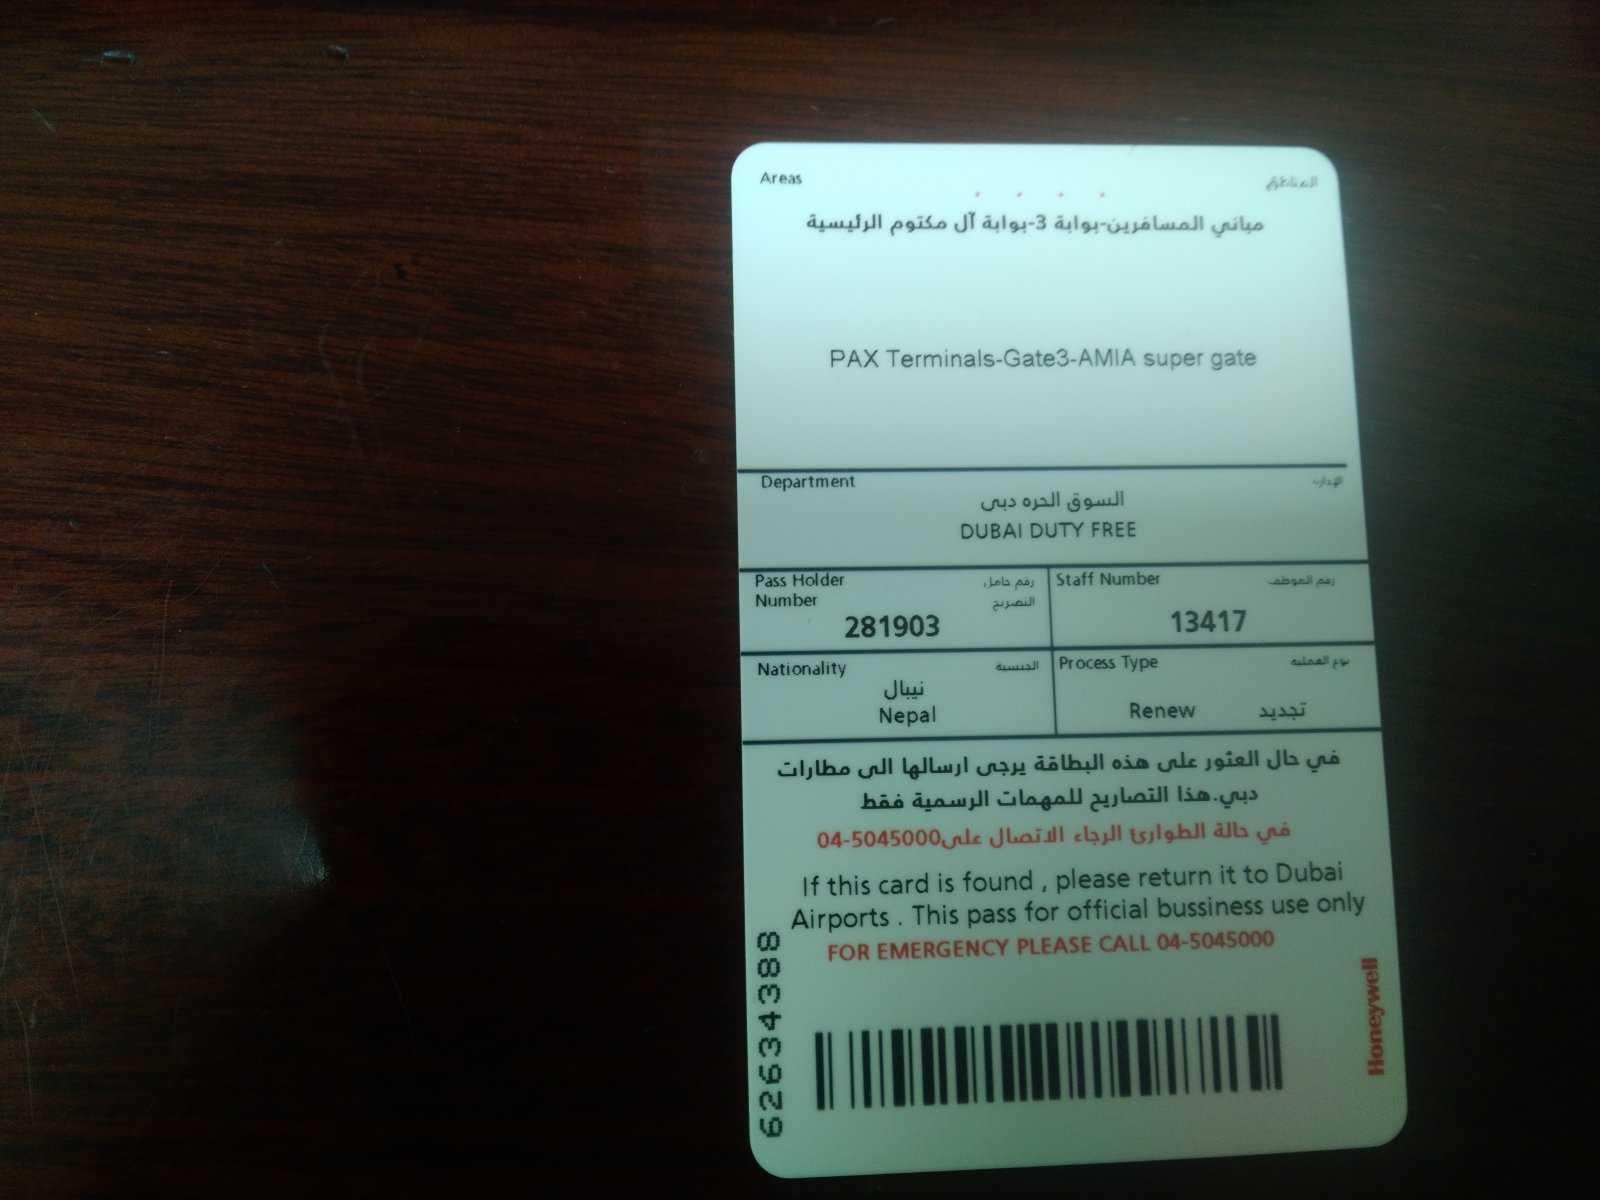 Areas المناطق
مباني المسافرين-بوابة 3-بوابة آل مكتوم الرئيسية
PAX Terminals-Gate3-AMIA super gate
Department الإدارة
السوق الحره دبى
DUBAI DUTY FREE
Pass Holder رقم حامل
Number التصريح
281903
Staff Number رقم الموظف
13417
Nationality الجنسية
نيبال
Nepal
Process Type نوع العملية
Renew تجديد
في حال العثور على هذه البطاقة يرجى ارسالها الى مطارات
دبي.هذا التصاريح للمهمات الرسمية فقط
في حالة الطوارئ الرجاء الاتصال على04-5045000
If this card is found , please return it to Dubai
Airports . This pass for official bussiness use only
FOR EMERGENCY PLEASE CALL 04-5045000
62634388
Honeywell